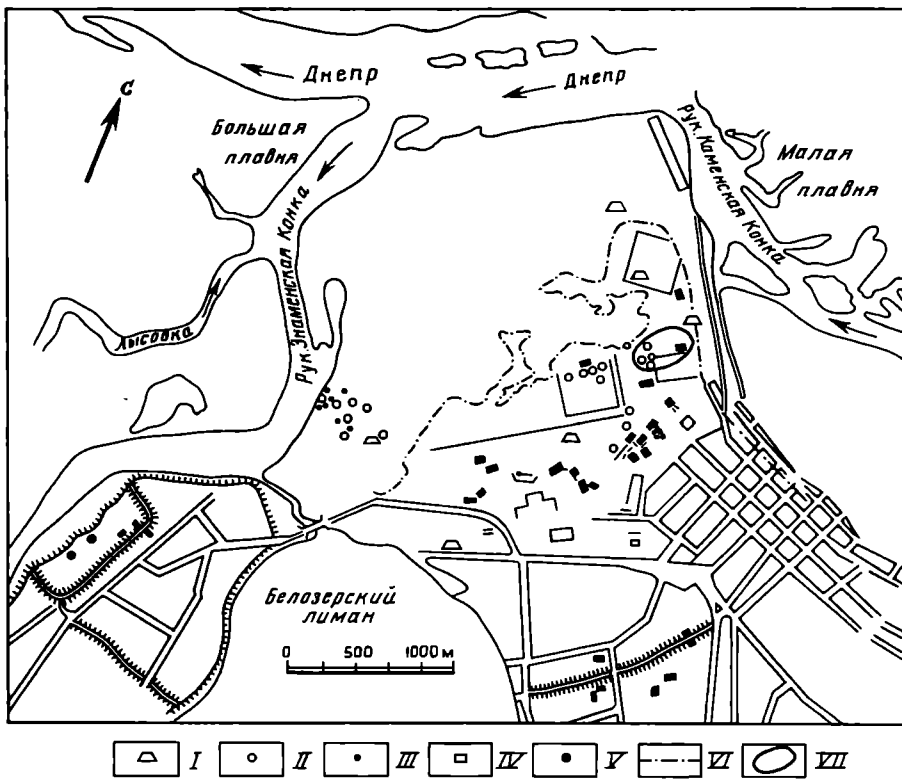 Днепр
Днепр
С
Большая
плавня
Рук. Каменская Конка
Малая
плавня
Рук. Знаменская Конка
Лысовка
Белозерский
лиман
0 500 1000 м
I II III IV V VI VII